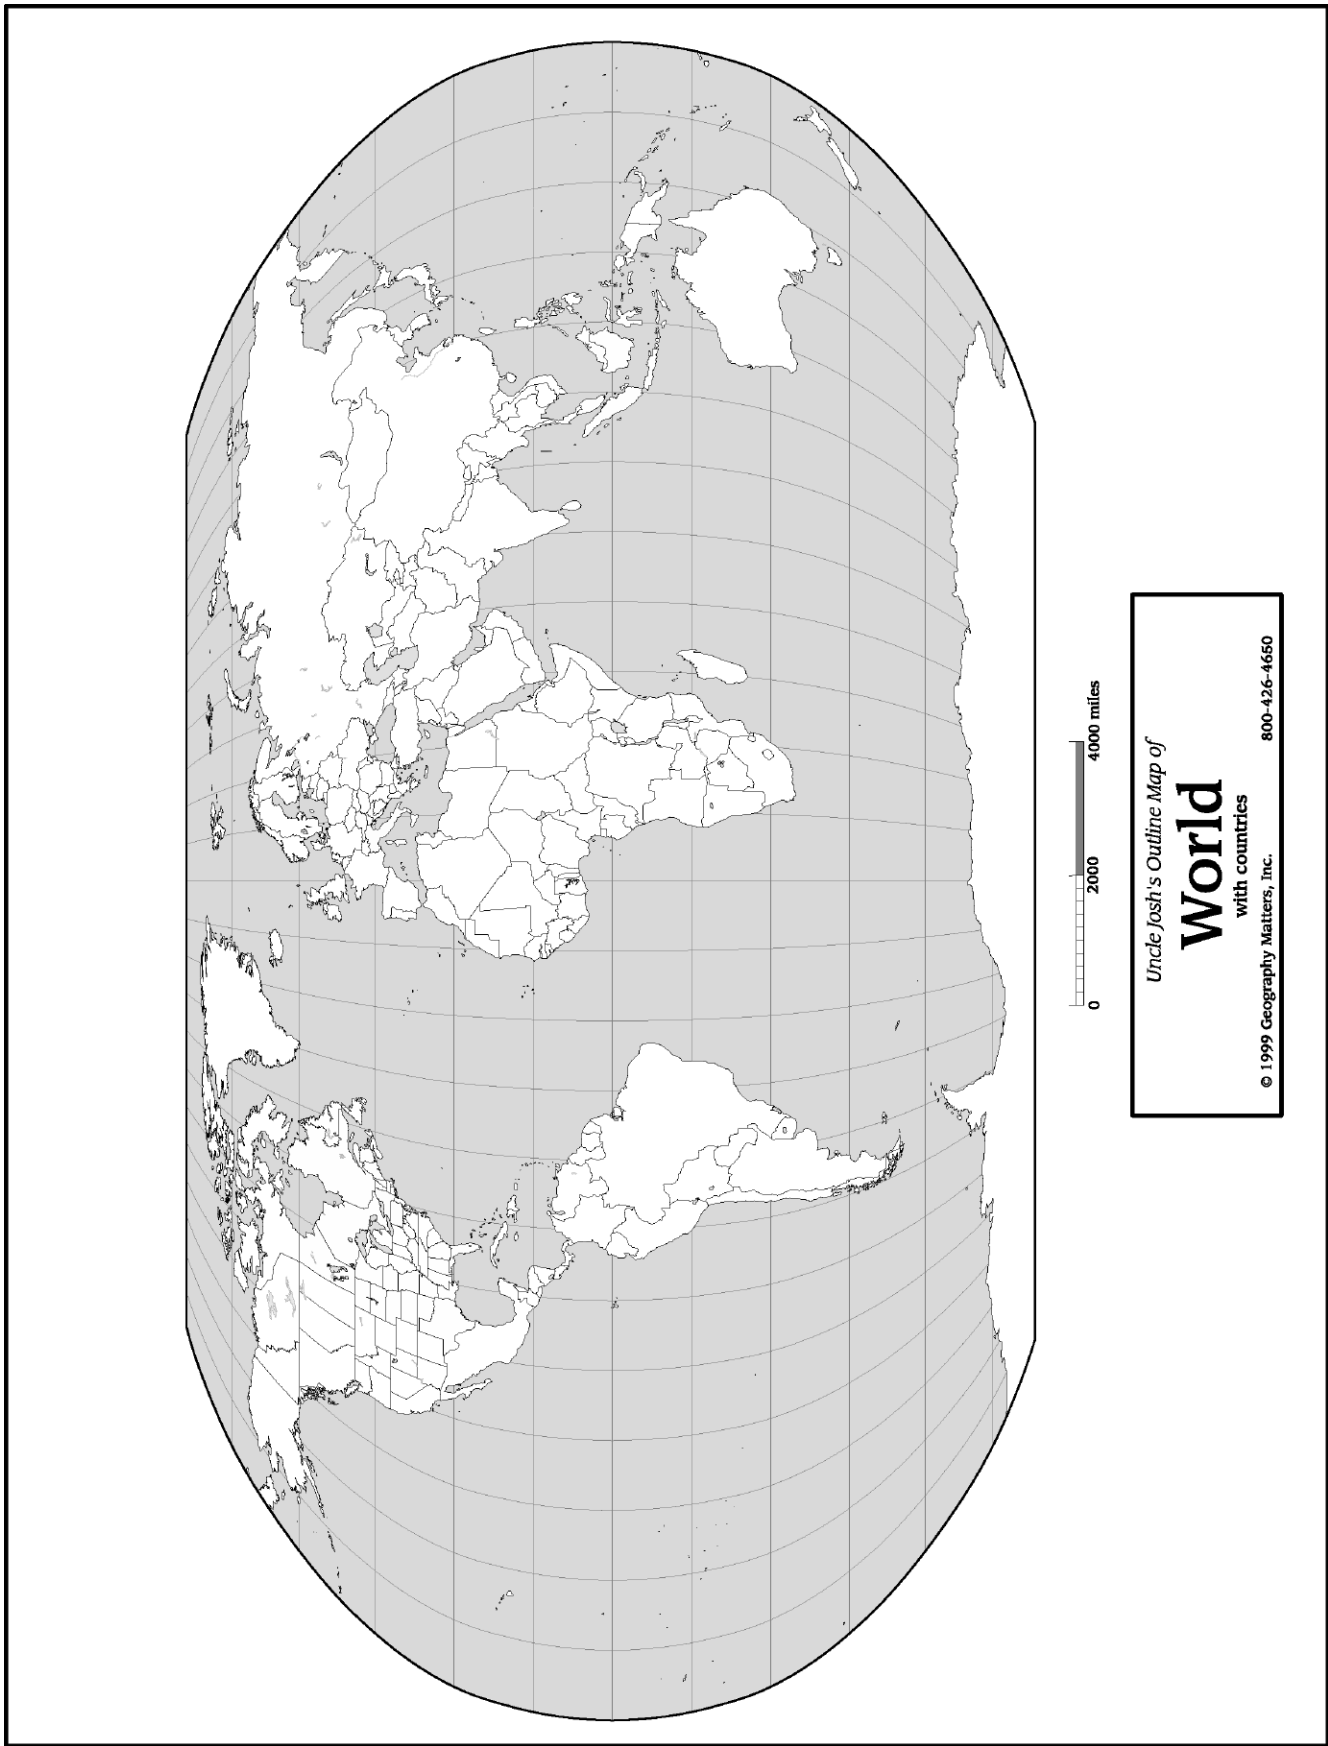 0 2000 4000 miles
Uncle Josh's Outline Map of
World
with countries
© 1999 Geography Matters, Inc. 800-426-4650